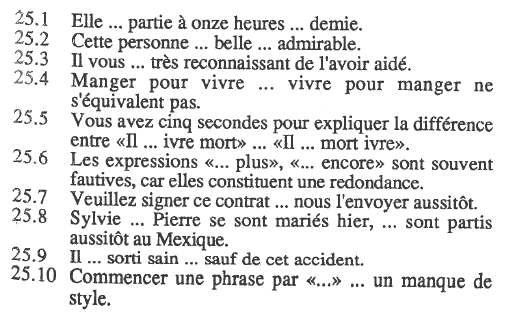 25.1 Elle ... partie à onze heures ... demie.
25.2 Cette personne ... belle ... admirable.
25.3 Il vous ... très reconnaissant de l'avoir aidé.
25.4 Manger pour vivre ... vivre pour manger ne
s'équivalent pas.
25.5 Vous avez cinq secondes pour expliquer la différence
entre «Il ... ivre mort» ... «Il ... mort ivre».
25.6 Les expressions «... plus», «... encore» sont souvent
fautives, car elles constituent une redondance.
25.7 Veuillez signer ce contrat ... nous l'envoyer aussitôt.
25.8 Sylvie ... Pierre se sont mariés hier, ... sont partis
aussitôt au Mexique.
25.9 Il ... sorti sain ... sauf de cet accident.
25.10 Commencer une phrase par «...» ... un manque de
style.